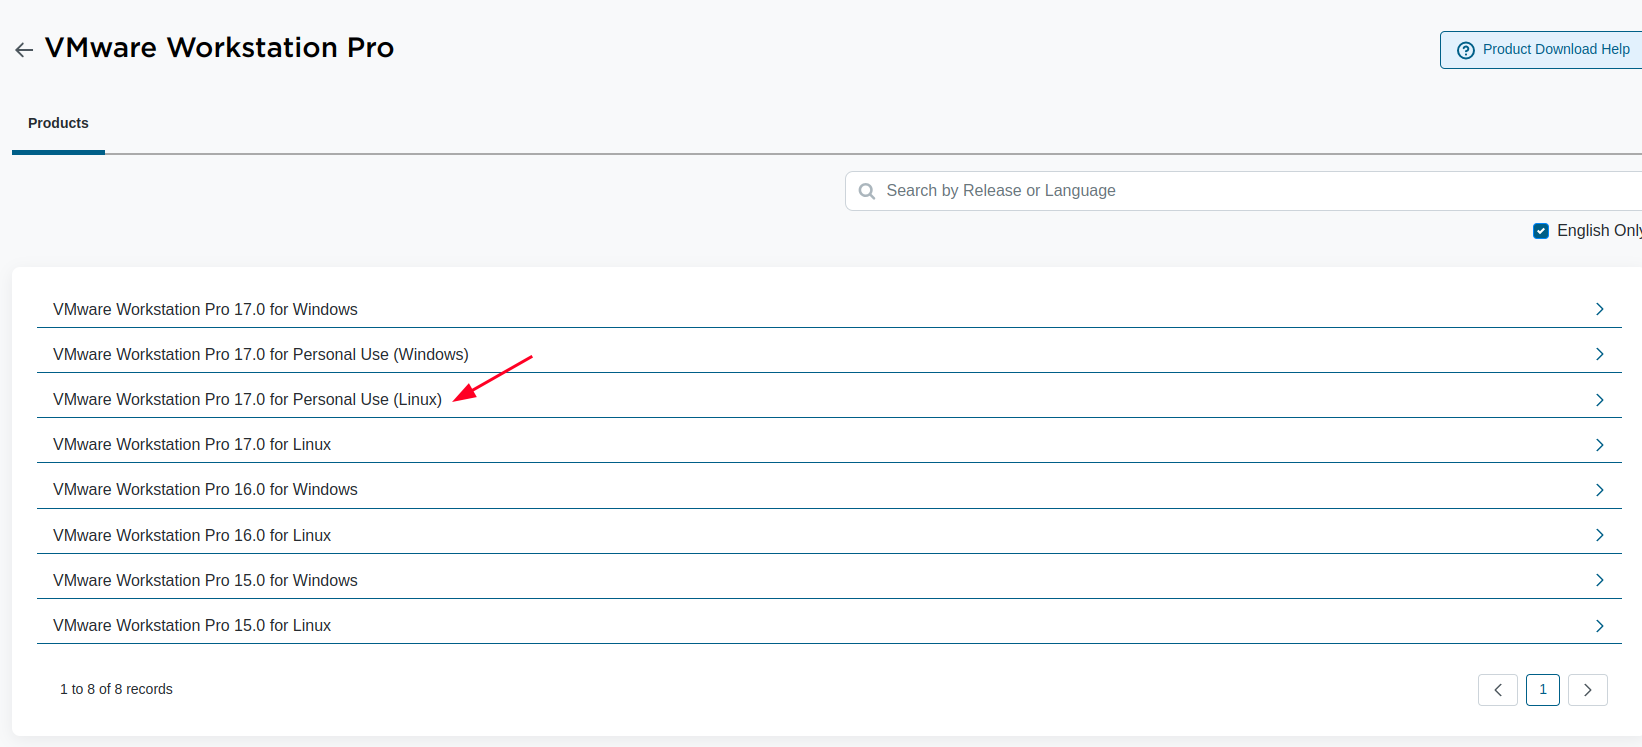 VMware Workstation Pro
Product Download Help
Products
Search by Release or Language
English Only
VMware Workstation Pro 17.0 for Windows
VMware Workstation Pro 17.0 for Personal Use (Windows)
VMware Workstation Pro 17.0 for Personal Use (Linux)
VMware Workstation Pro 17.0 for Linux
VMware Workstation Pro 16.0 for Windows
VMware Workstation Pro 16.0 for Linux
VMware Workstation Pro 15.0 for Windows
VMware Workstation Pro 15.0 for Linux
1 to 8 of 8 records
1